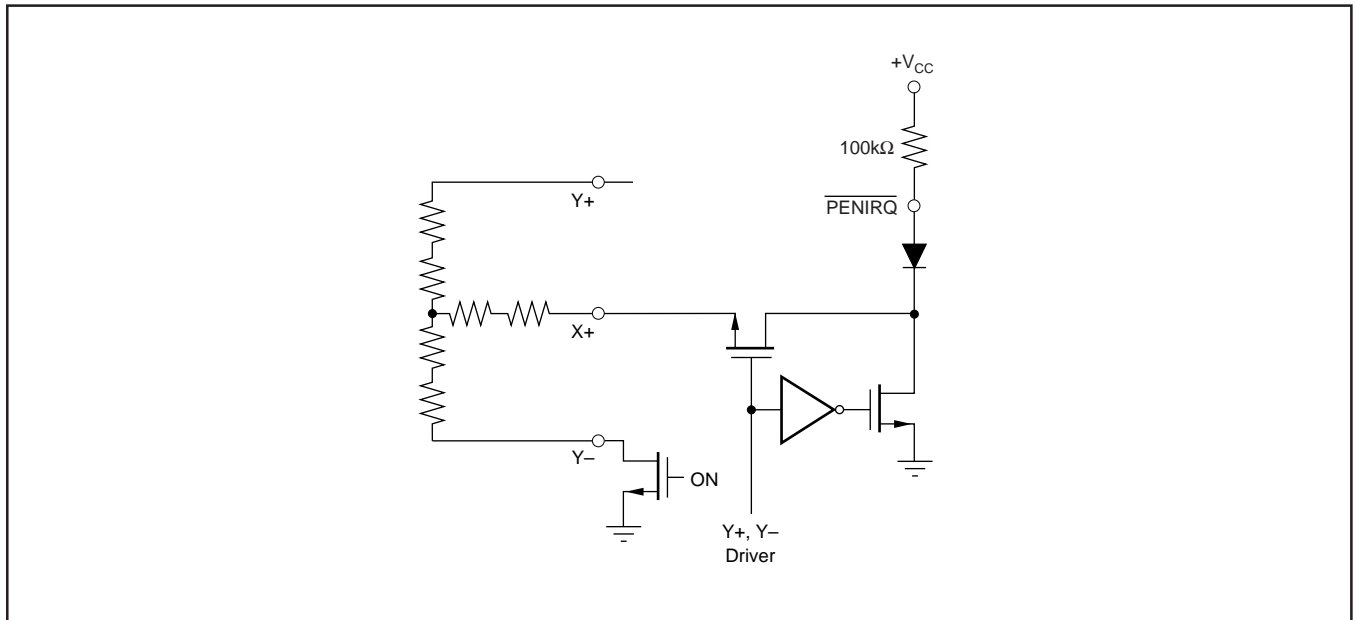 +VCC
100kΩ
Y+
PENIRQ
X+
Y–
ON
Y+, Y–
Driver